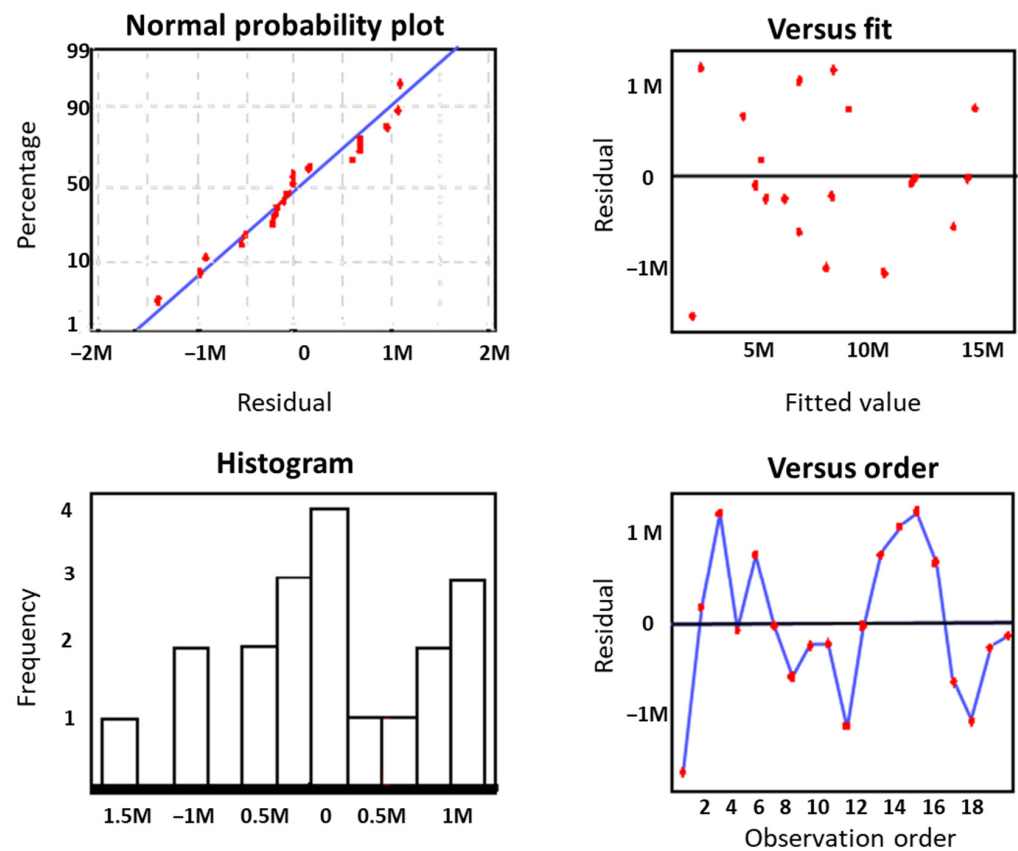 Normal probability plot
99
90
50
10
1
Percentage
−2M −1M 0 1M 2M
Residual
Versus fit
1 M
0
−1M
Residual
5M 10M 15M
Fitted value
Histogram
4
3
2
1
Frequency
1.5M −1M 0.5M 0 0.5M 1M
Versus order
1 M
0
−1M
Residual
2 4 6 8 10 12 14 16 18
Observation order